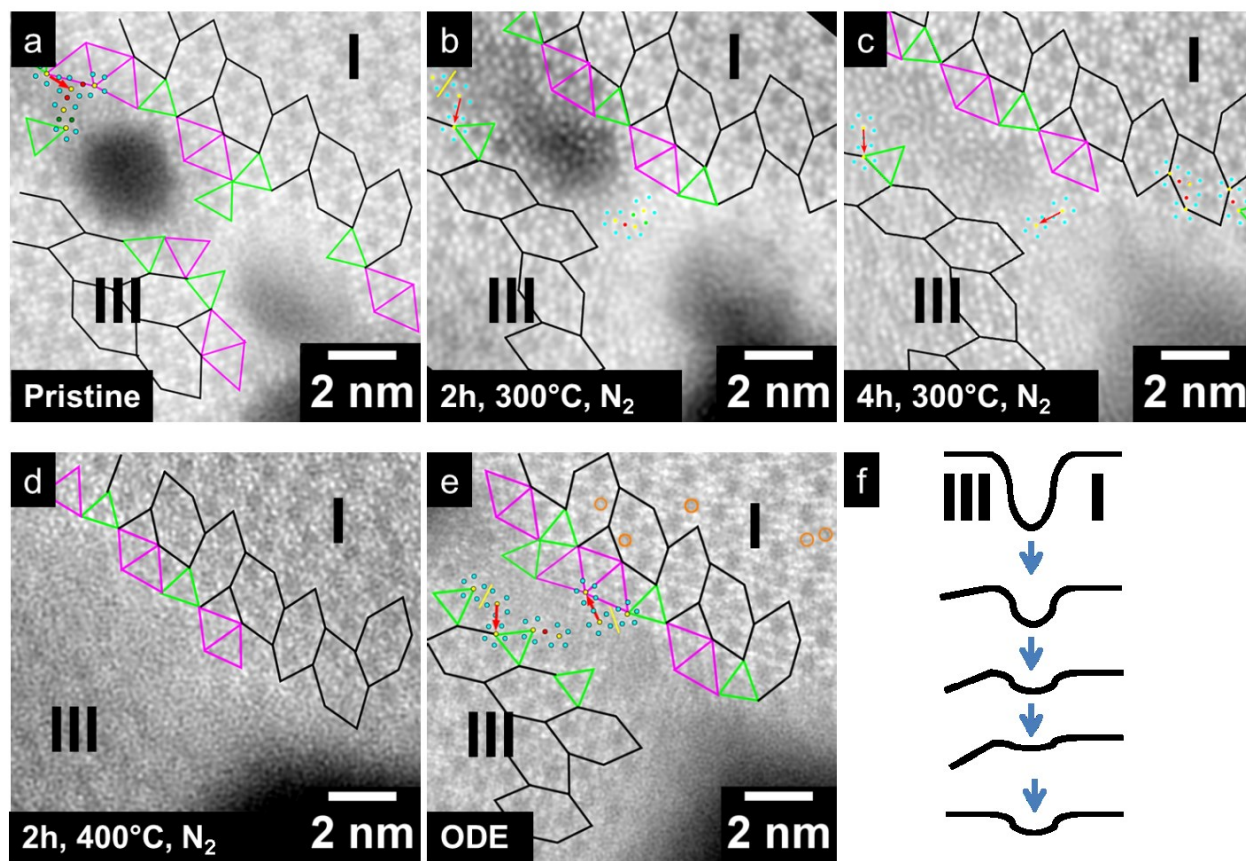 a
I
III
Pristine
2 nm
b
I
III
2h, 300°C, N₂
2 nm
c
I
III
4h, 300°C, N₂
2 nm
d
I
III
2h, 400°C, N₂
2 nm
e
I
III
ODE
2 nm
f
III I